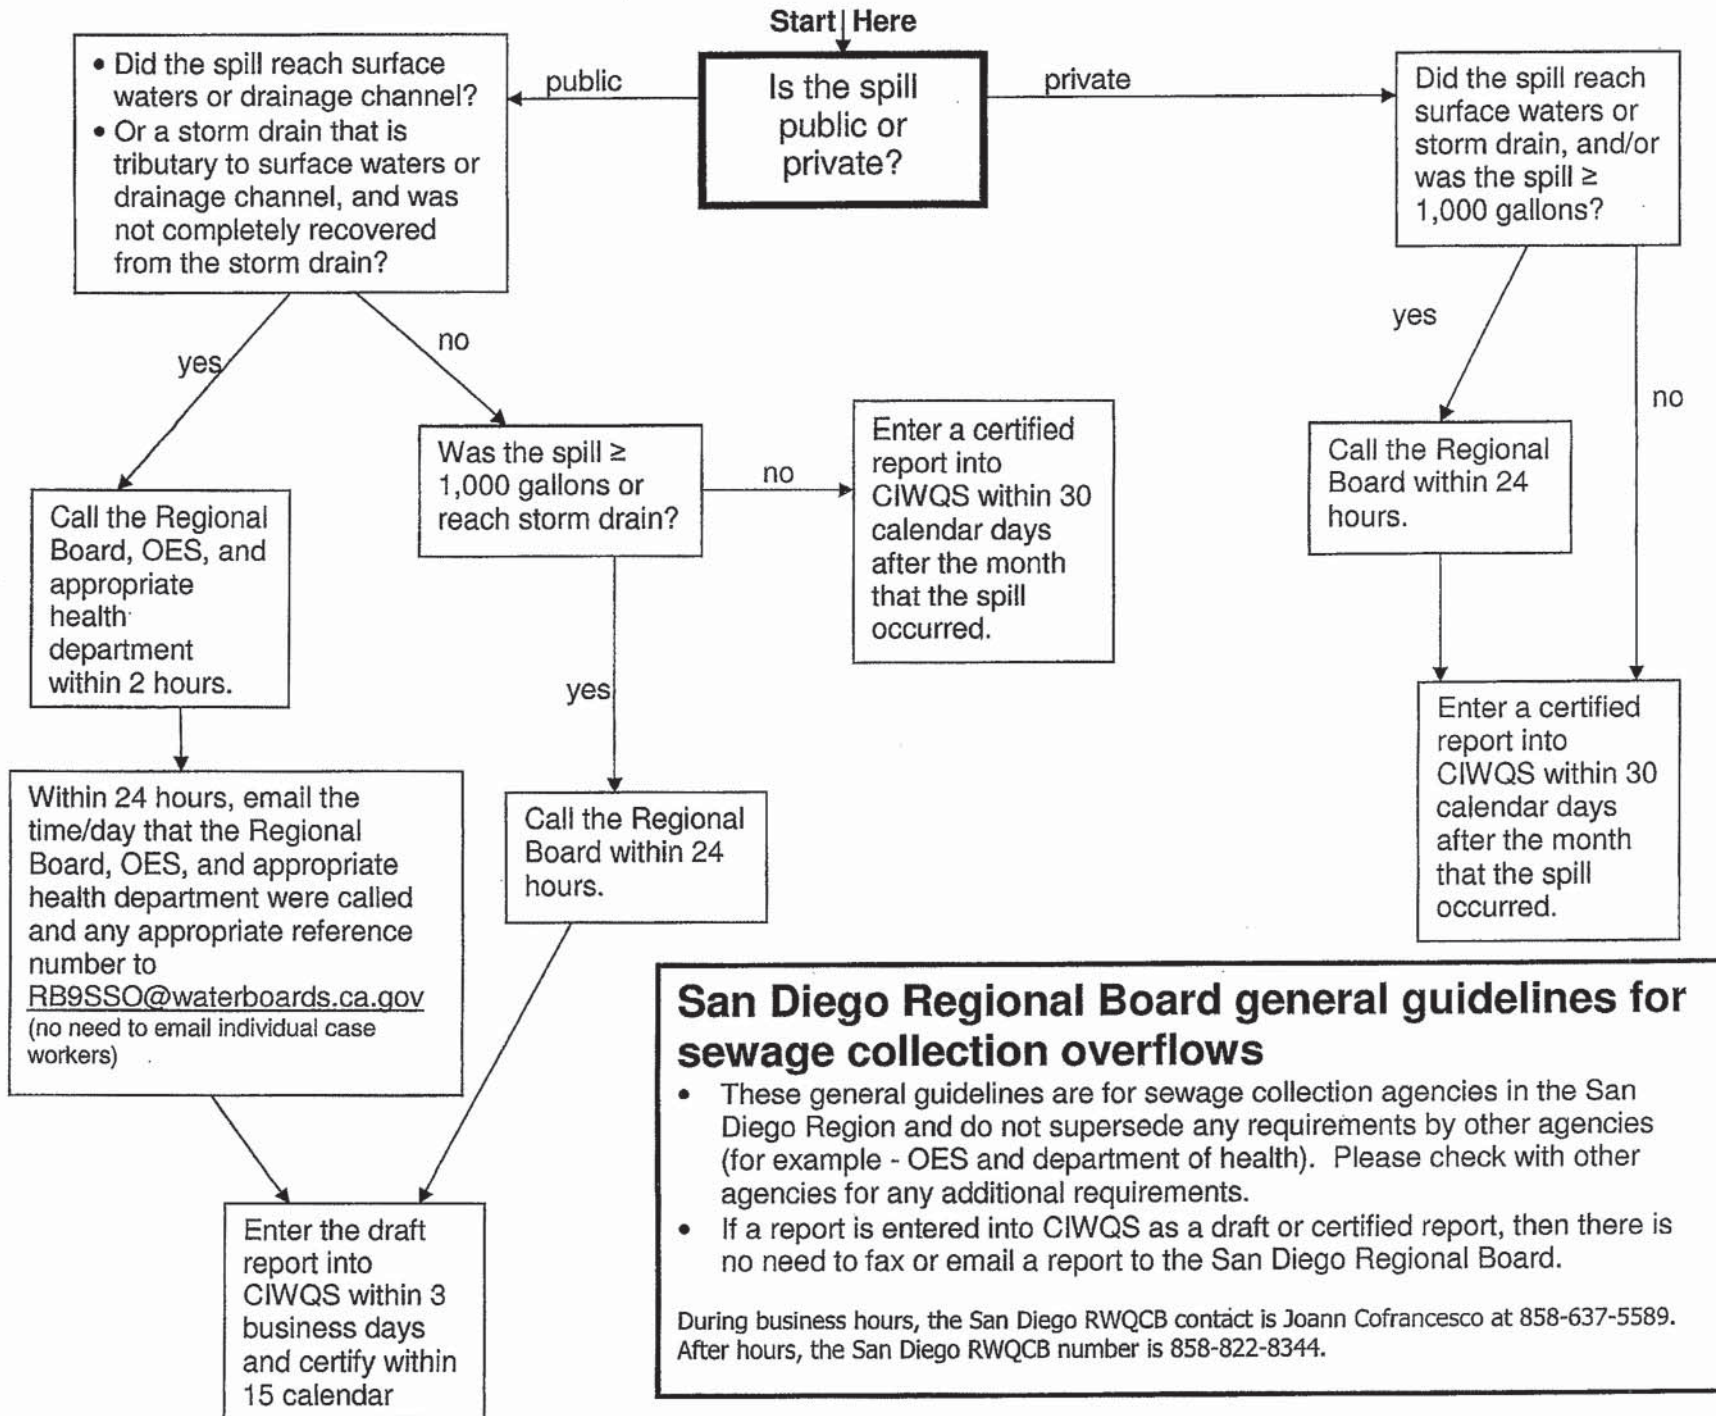 Start Here
Is the spill
public or
private?
public
private
• Did the spill reach surface
waters or drainage channel?
• Or a storm drain that is
tributary to surface waters or
drainage channel, and was
not completely recovered
from the storm drain?
yes
no
Call the Regional
Board, OES, and
appropriate
health
department
within 2 hours.
Within 24 hours, email the
time/day that the Regional
Board, OES, and appropriate
health department were called
and any appropriate reference
number to
RB9SSO@waterboards.ca.gov
(no need to email individual case
workers)
Was the spill ≥
1,000 gallons or
reach storm drain?
no
yes
Enter a certified
report into
CIWQS within 30
calendar days
after the month
that the spill
occurred.
Call the Regional
Board within 24
hours.
Enter the draft
report into
CIWQS within 3
business days
and certify within
15 calendar
Did the spill reach
surface waters or
storm drain, and/or
was the spill ≥
1,000 gallons?
yes
no
Call the Regional
Board within 24
hours.
Enter a certified
report into
CIWQS within 30
calendar days
after the month
that the spill
occurred.
San Diego Regional Board general guidelines for
sewage collection overflows
• These general guidelines are for sewage collection agencies in the San
Diego Region and do not supersede any requirements by other agencies
(for example - OES and department of health). Please check with other
agencies for any additional requirements.
• If a report is entered into CIWQS as a draft or certified report, then there is
no need to fax or email a report to the San Diego Regional Board.
During business hours, the San Diego RWQCB contact is Joann Cofrancesco at 858-637-5589.
After hours, the San Diego RWQCB number is 858-822-8344.